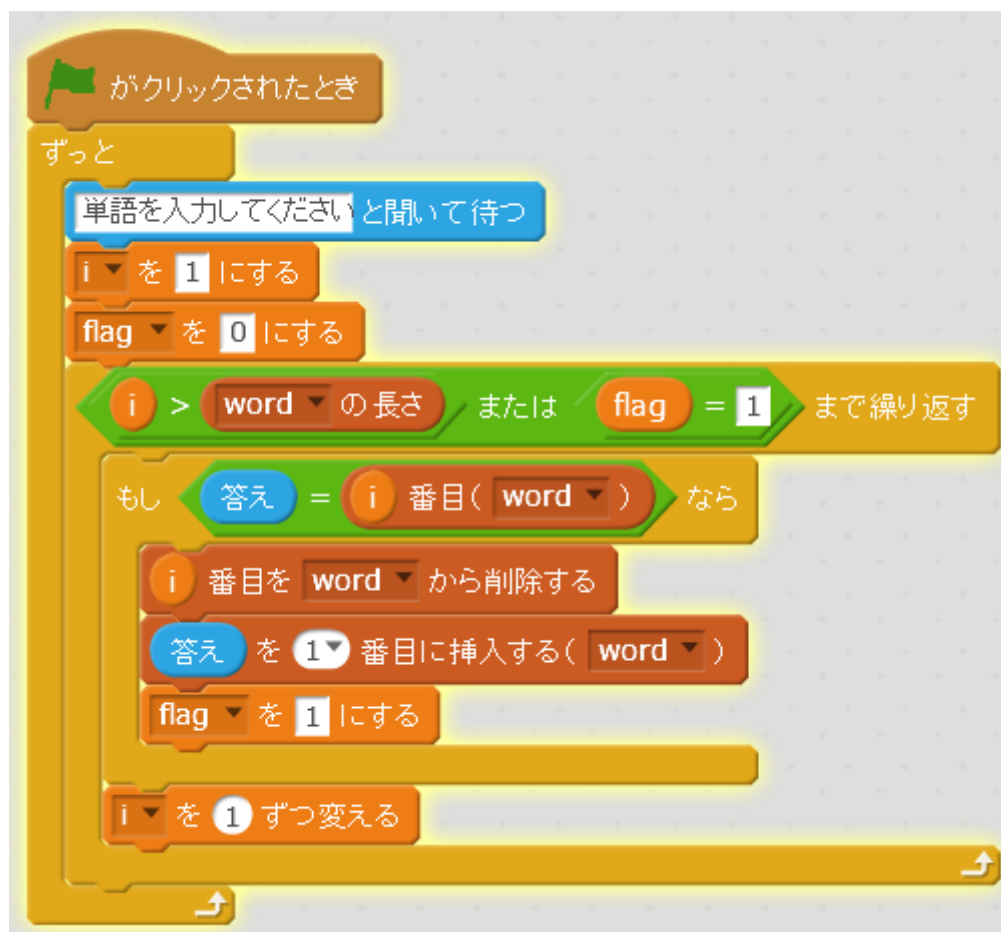 がクリックされたとき
ずっと
単語を入力してください と聞いて待つ
i を 1 にする
flag を 0 にする
i > word の長さ または flag = 1 まで繰り返す
もし 答え = i 番目( word ) なら
i 番目を word から削除する
答え を 1 番目に挿入する( word )
flag を 1 にする
i を 1 ずつ変える